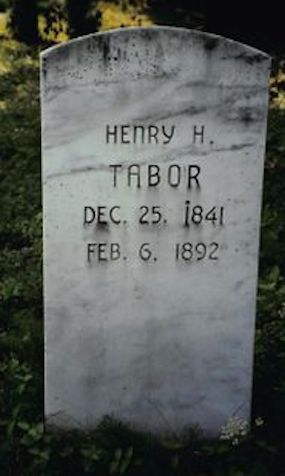 HENRY H.
TABOR
DEC. 25. 1841
FEB. 6. 1892